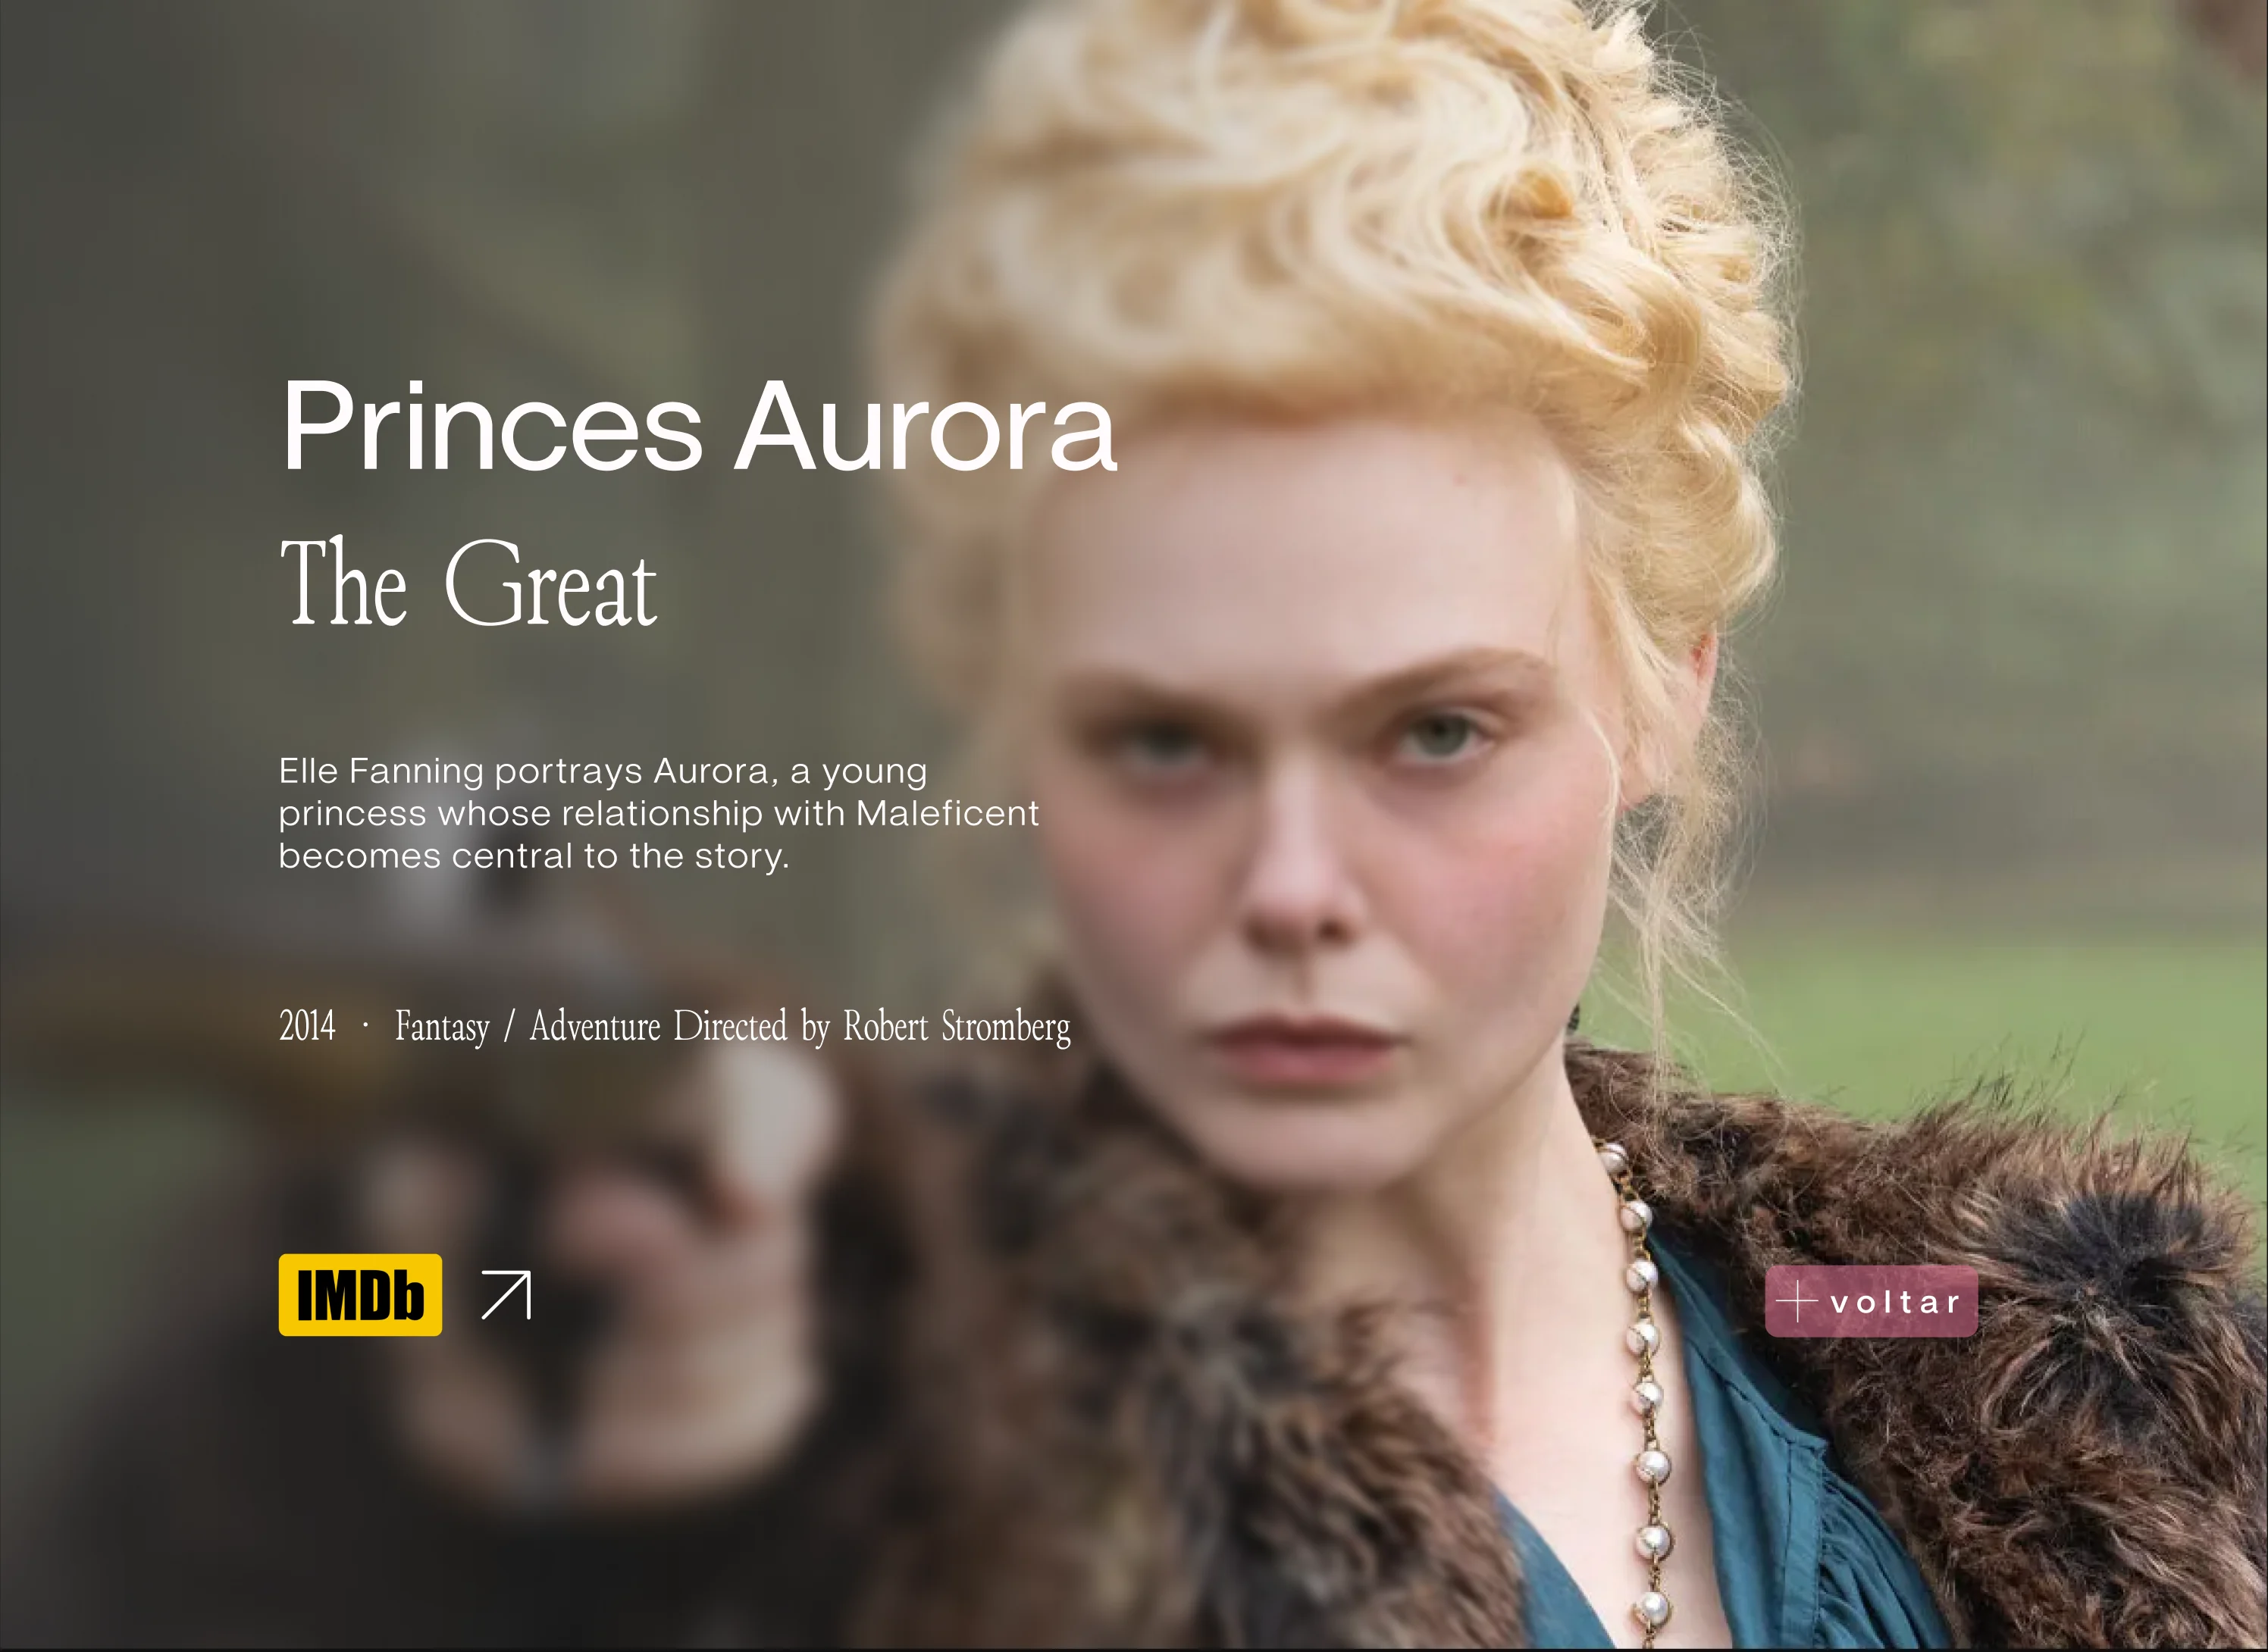 Princes Aurora
The Great
Elle Fanning portrays Aurora, a young
princess whose relationship with Maleficent
becomes central to the story.
2014 · Fantasy / Adventure Directed by Robert Stromberg
IMDb
voltar